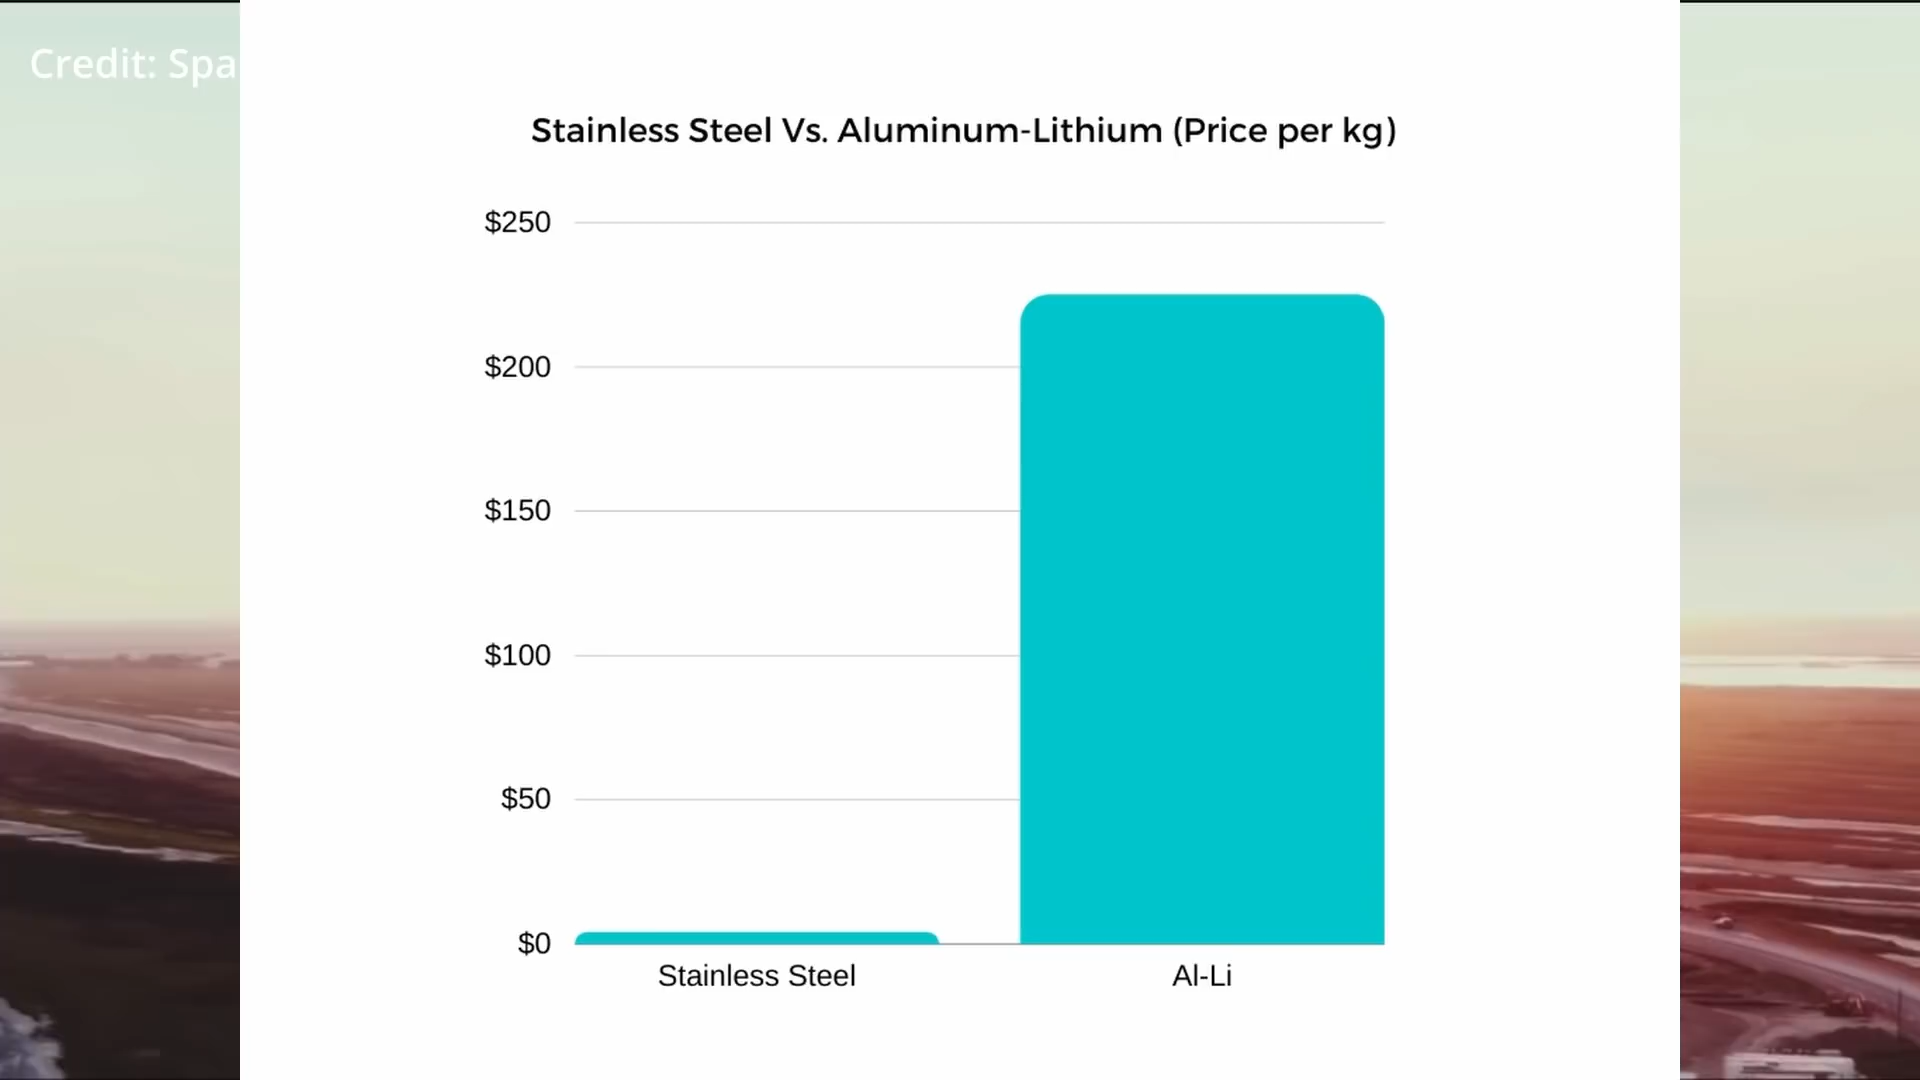 Credit: Spa
Stainless Steel Vs. Aluminum-Lithium (Price per kg)
$250
$200
$150
$100
$50
$0
Stainless Steel
Al-Li